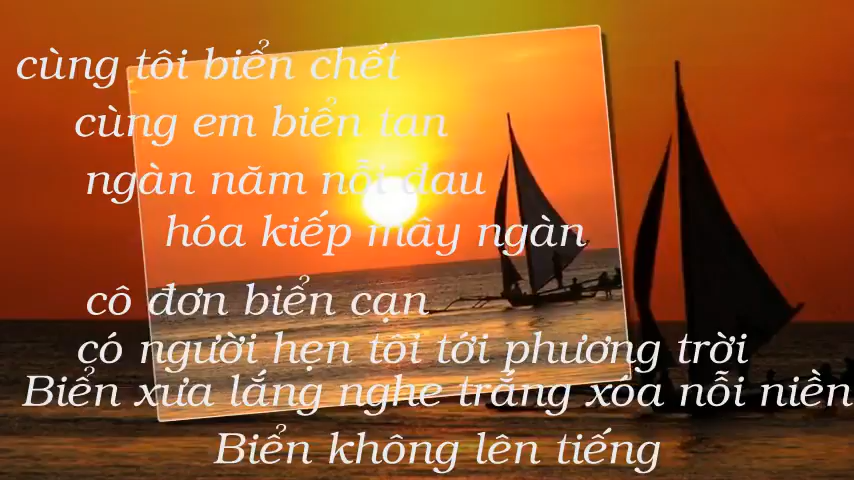 cùng tôi biển chết
cùng em biển tan
ngàn năm nỗi đau
hóa kiếp mây ngàn
cô đơn biển cạn
có người hẹn tôi tới phương trời
Biển xưa lắng nghe trắng xóa nỗi niền
Biển không lên tiếng